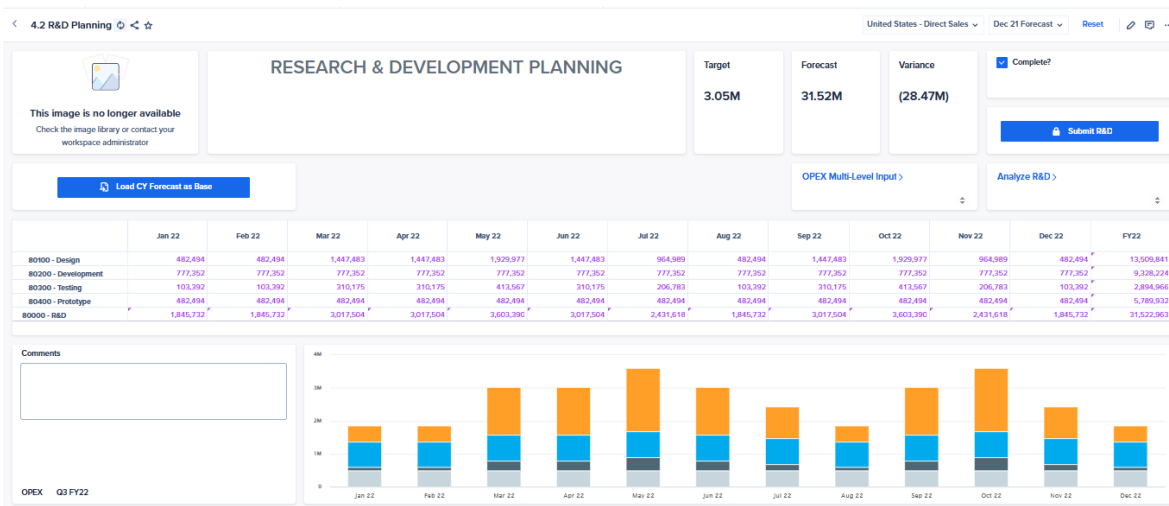 4.2 R&D Planning
United States - Direct Sales
Dec 21 Forecast
Reset
This image is no longer available
Check the image library or contact your
workspace administrator
RESEARCH & DEVELOPMENT PLANNING
Target
3.05M
Forecast
31.52M
Variance
(28.47M)
Complete?
Submit R&D
Load CY Forecast as Base
OPEX Multi-Level Input >
Analyze R&D >
Jan 22 Feb 22 Mar 22 Apr 22 May 22 Jun 22 Jul 22 Aug 22 Sep 22 Oct 22 Nov 22 Dec 22 FY22
80100 - Design 482,494 482,494 1,447,483 1,447,483 1,929,977 1,447,483 964,989 482,494 1,447,483 1,929,977 964,989 482,494 13,509,841
80200 - Development 777,352 777,352 777,352 777,352 777,352 777,352 777,352 777,352 777,352 777,352 777,352 777,352 9,328,224
80300 - Testing 103,392 103,392 310,175 310,175 413,567 310,175 206,783 103,392 310,175 413,567 206,783 103,392 2,894,966
80400 - Prototype 482,494 482,494 482,494 482,494 482,494 482,494 482,494 482,494 482,494 482,494 482,494 482,494 5,789,932
80000 - R&D 1,845,732 1,845,732 3,017,504 3,017,504 3,603,390 3,017,504 2,431,618 1,845,732 3,017,504 3,603,390 2,431,618 1,845,732 31,522,963
Comments
OPEX Q3 FY22
4M
3M
2M
1M
0
Jan 22 Feb 22 Mar 22 Apr 22 May 22 Jun 22 Jul 22 Aug 22 Sep 22 Oct 22 Nov 22 Dec 22